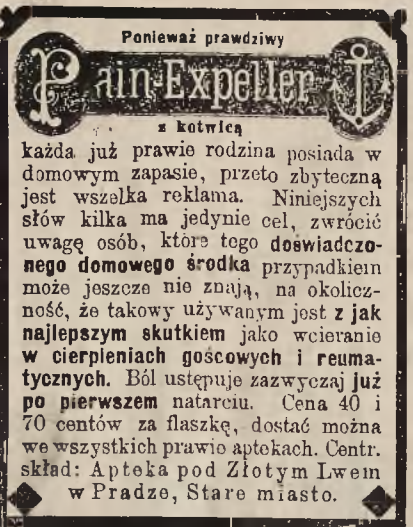 Ponieważ prawdziwy
Pain-Expeller
z kotwicą
każda już prawie rodzina posiada w
domowym zapasie, przeto zbyteczną
jest wszelka reklama. Niniejszych
słów kilka ma jedynie cel, zwrócić
uwagę osób, które tego doświadczo-
nego domowego środka przypadkiem
może jeszcze nie znają, na okolicz-
ność, że takowy używanym jest z jak
najlepszym skutkiem jako wcieranie
w cierpieniach gośćowych i reuma-
tycznych. Ból ustępuje zazwyczaj już
po pierwszem natarciu. Cena 40 i
70 centów za flaszkę, dostać można
we wszystkich prawie aptekach. Centr.
skład: Apteka pod Złotym Lwem
w Pradze, Stare miasto.